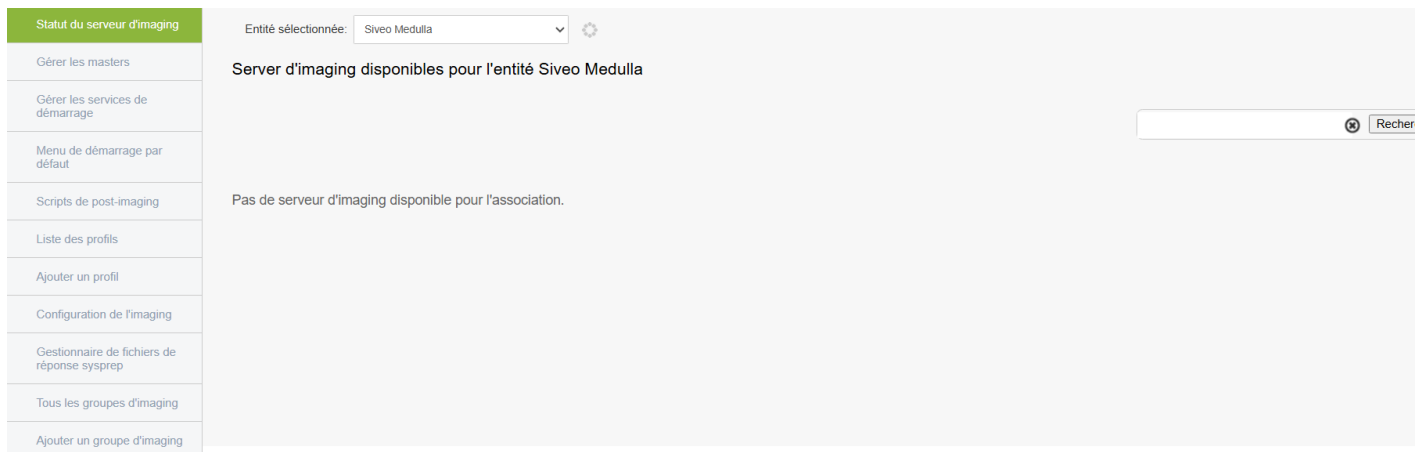 Statut du serveur d'imaging
Gérer les masters
Gérer les services de
démarrage
Menu de démarrage par
défaut
Scripts de post-imaging
Liste des profils
Ajouter un profil
Configuration de l'imaging
Gestionnaire de fichiers de
réponse sysprep
Tous les groupes d'imaging
Ajouter un groupe d'imaging
Entité sélectionnée: Siveo Medulla
Server d'imaging disponibles pour l'entité Siveo Medulla
Recher
Pas de serveur d'imaging disponible pour l'association.